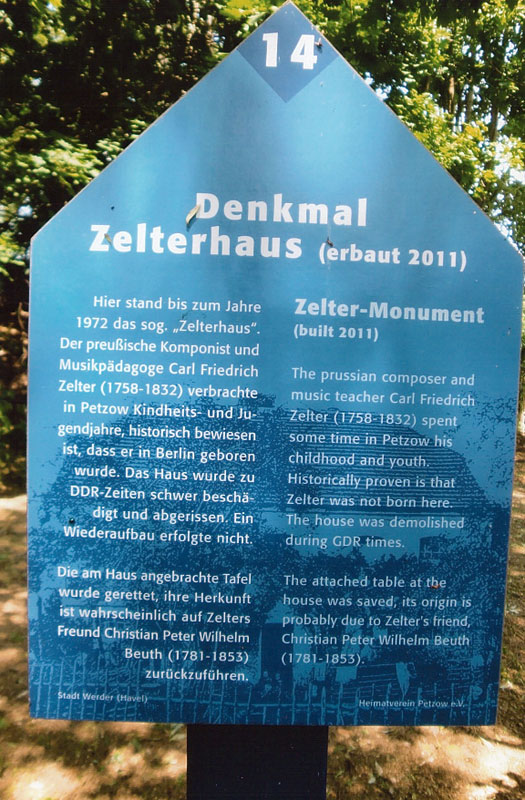 14
Denkmal
Zelterhaus (erbaut 2011)
Hier stand bis zum Jahre
1972 das sog. „Zelterhaus“.
Der preußische Komponist und
Musikpädagoge Carl Friedrich
Zelter (1758-1832) verbrachte
in Petzow Kindheits- und Ju-
gendjahre, historisch bewiesen
ist, dass er in Berlin geboren
wurde. Das Haus wurde zu
DDR-Zeiten schwer beschä-
digt und abgerissen. Ein
Wiederaufbau erfolgte nicht.
Die am Haus angebrachte Tafel
wurde gerettet, ihre Herkunft
ist wahrscheinlich auf Zelters
Freund Christian Peter Wilhelm
Beuth (1781-1853)
zurückzuführen.
Stadt Werder (Havel)
Zelter-Monument
(built 2011)
The prussian composer and
music teacher Carl Friedrich
Zelter (1758-1832) spent
some time in Petzow his
childhood and youth.
Historically proven is that
Zelter was not born here.
The house was demolished
during GDR times.
The attached table at the
house was saved, its origin is
probably due to Zelter's friend,
Christian Peter Wilhelm Beuth
(1781-1853).
Heimatverein Petzow e.V.